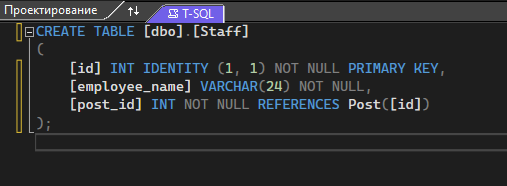 Проектирование T-SQL
CREATE TABLE [dbo].[Staff]
(
[id] INT IDENTITY (1, 1) NOT NULL PRIMARY KEY,
[employee_name] VARCHAR(24) NOT NULL,
[post_id] INT NOT NULL REFERENCES Post([id])
);